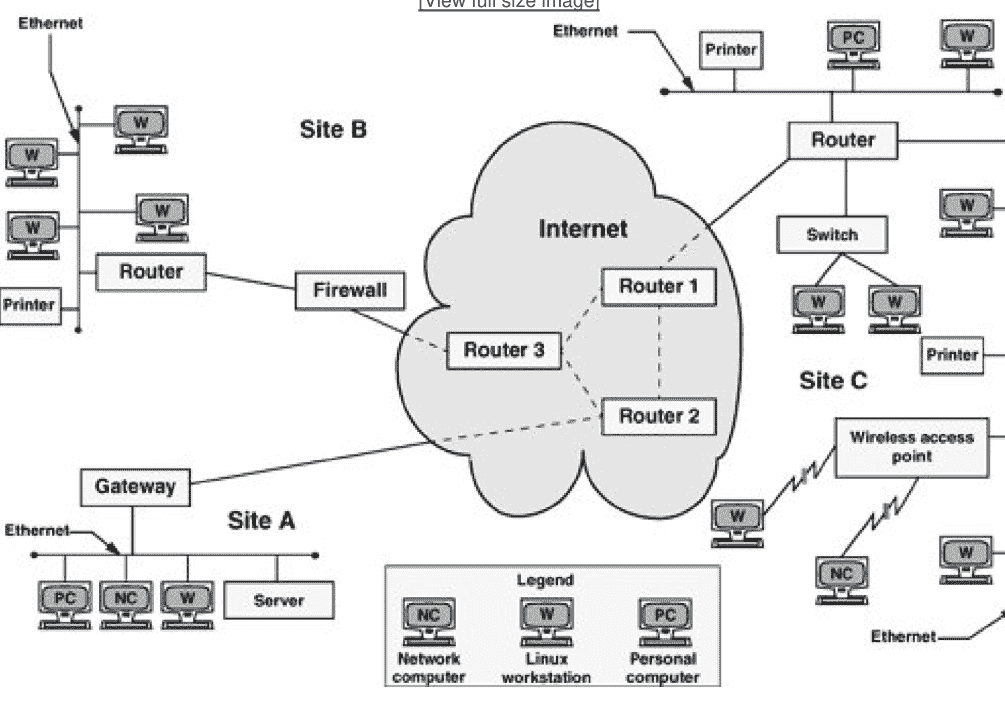 [View full size image]
Ethernet
W
Site B
W
W
W
Router
Printer
Firewall
Ethernet
Printer
PC
W
Router
W
Switch
W
W
Printer
Site C
Internet
Router 1
Router 3
Router 2
Gateway
Ethernet
Site A
PC
NC
W
Server
Wireless access
point
W
NC
W
Ethernet
Legend
NC
W
PC
Network
computer
Linux
workstation
Personal
computer